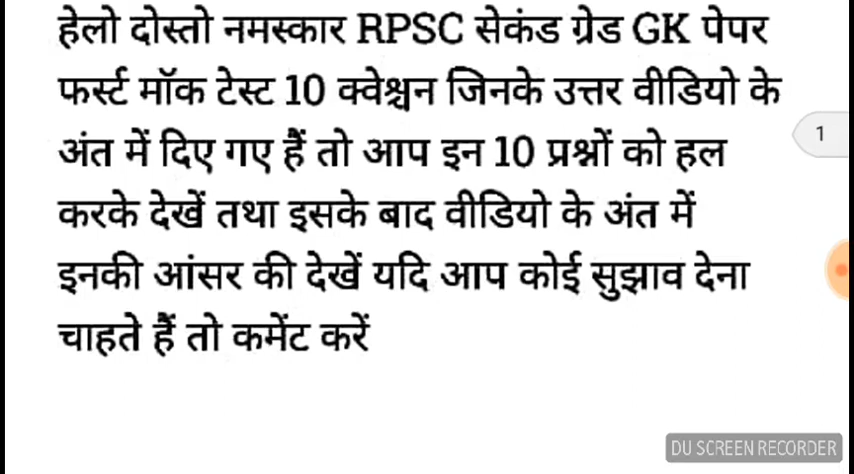 हेलो दोस्तो नमस्कार RPSC सेकंड ग्रेड GK पेपर
फर्स्ट मॉक टेस्ट 10 क्वेश्चन जिनके उत्तर वीडियो के
अंत में दिए गए हैं तो आप इन 10 प्रश्नों को हल
करके देखें तथा इसके बाद वीडियो के अंत में
इनकी आंसर की देखें यदि आप कोई सुझाव देना
चाहते हैं तो कमेंट करें
1
DU SCREEN RECORDER